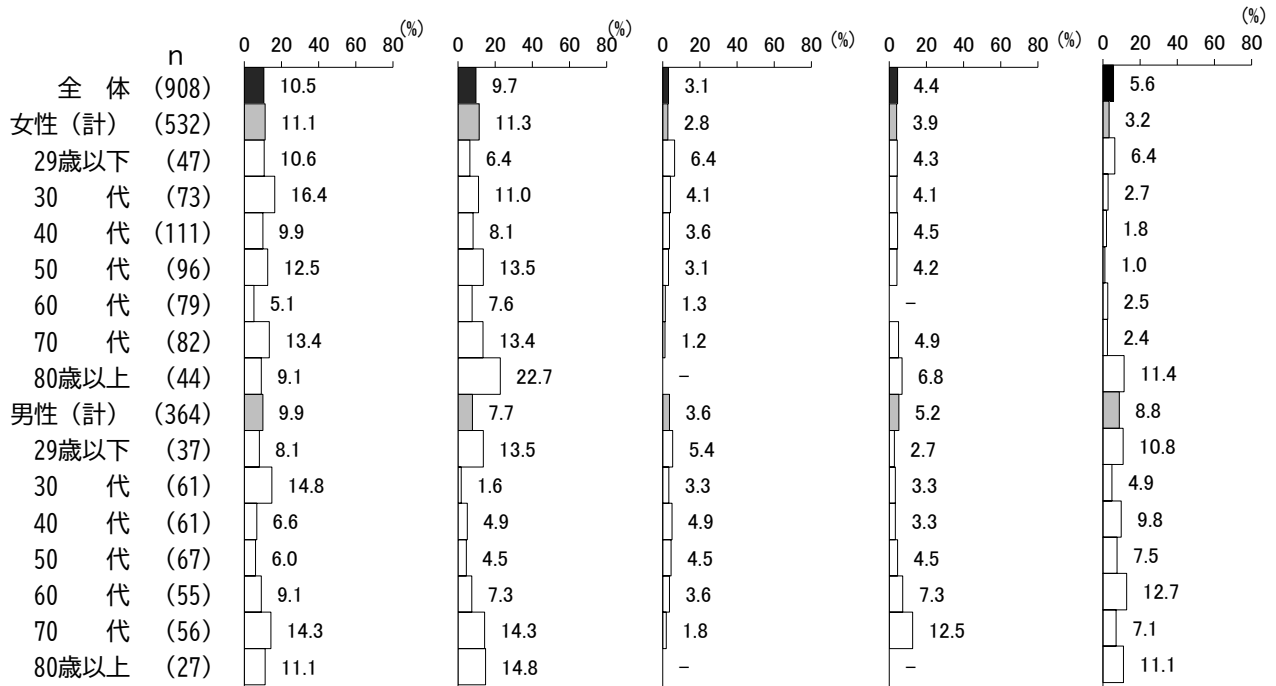 (%) (%) (%) (%) (%)
n 0 20 40 60 80 0 20 40 60 80 0 20 40 60 80 0 20 40 60 80 0 20 40 60 80
全 体 (908) 10.5 9.7 3.1 4.4 5.6
女性（計） (532) 11.1 11.3 2.8 3.9 3.2
29歳以下 (47) 10.6 6.4 6.4 4.3 6.4
30 代 (73) 16.4 11.0 4.1 4.1 2.7
40 代 (111) 9.9 8.1 3.6 4.5 1.8
50 代 (96) 12.5 13.5 3.1 4.2 1.0
60 代 (79) 5.1 7.6 1.3 － 2.5
70 代 (82) 13.4 13.4 1.2 4.9 2.4
80歳以上 (44) 9.1 22.7 － 6.8 11.4
男性（計） (364) 9.9 7.7 3.6 5.2 8.8
29歳以下 (37) 8.1 13.5 5.4 2.7 10.8
30 代 (61) 14.8 1.6 3.3 3.3 4.9
40 代 (61) 6.6 4.9 4.9 3.3 9.8
50 代 (67) 6.0 4.5 4.5 4.5 7.5
60 代 (55) 9.1 7.3 3.6 7.3 12.7
70 代 (56) 14.3 14.3 1.8 12.5 7.1
80歳以上 (27) 11.1 14.8 － － 11.1